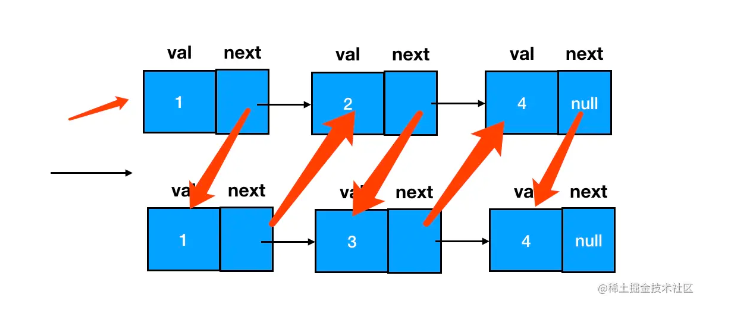 val next val next val next
1 2 4 null
val next val next val next
1 3 4 null
@稀土掘金技术社区